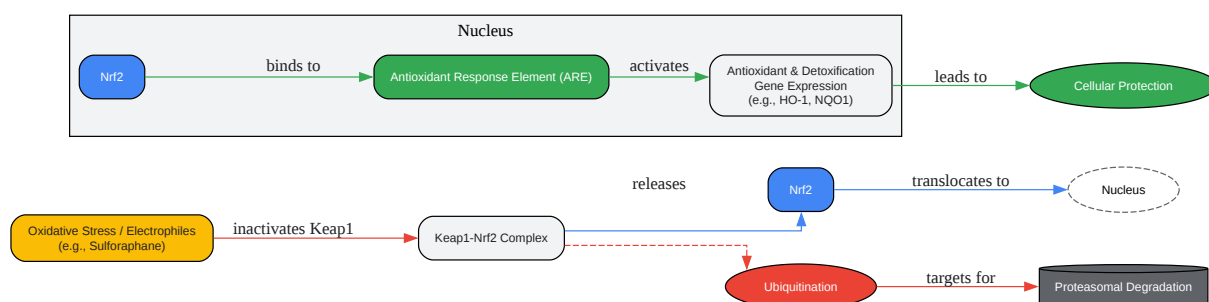 Nucleus
Nrf2
binds to
Antioxidant Response Element (ARE)
activates
Antioxidant & Detoxification
Gene Expression
(e.g., HO-1, NQO1)
leads to
Cellular Protection
releases
Nrf2
translocates to
Nucleus
Oxidative Stress / Electrophiles
(e.g., Sulforaphane)
inactivates Keap1
Keap1-Nrf2 Complex
Ubiquitination
targets for
Proteasomal Degradation